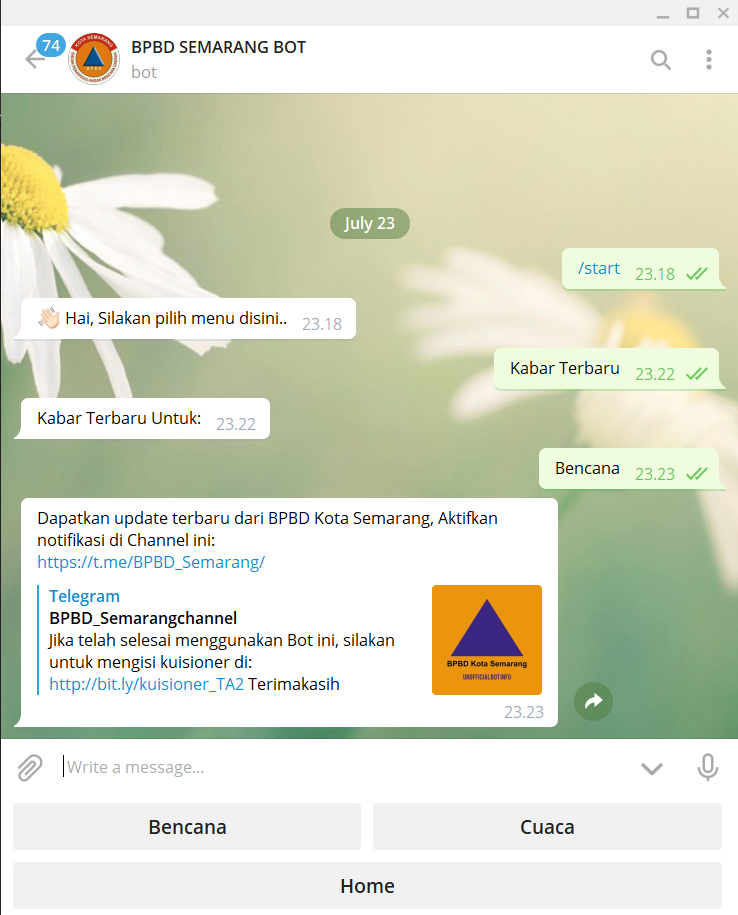 74
BPBD SEMARANG BOT
bot
KOTA SEMARANG
BPBD
July 23
/start 23.18
👋🏻 Hai, Silakan pilih menu disini.. 23.18
Kabar Terbaru 23.22
Kabar Terbaru Untuk: 23.22
Bencana 23.23
Dapatkan update terbaru dari BPBD Kota Semarang, Aktifkan
notifikasi di Channel ini:
https://t.me/BPBD_Semarang/
Telegram
BPBD_Semarangchannel
Jika telah selesai menggunakan Bot ini, silakan
untuk mengisi kuisioner di:
http://bit.ly/kuisioner_TA2 Terimakasih
BPBD Kota Semarang
UNOFFICIAL BOT INFO
23.23
Write a message...
Bencana
Cuaca
Home